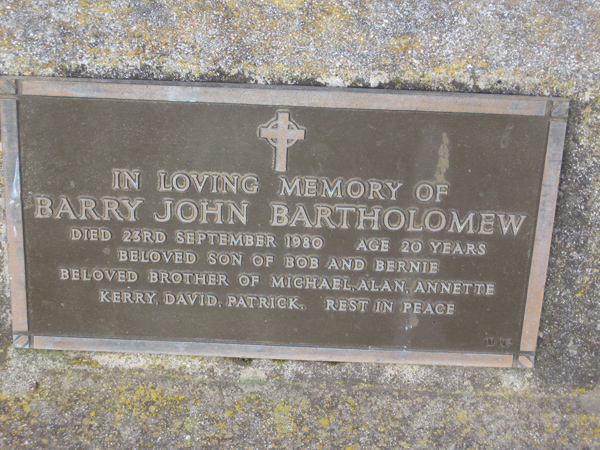 IN LOVING MEMORY OF
BARRY JOHN BARTHOLOMEW
DIED 23RD SEPTEMBER 1980 AGE 20 YEARS
BELOVED SON OF BOB AND BERNIE
BELOVED BROTHER OF MICHAEL, ALAN, ANNETTE
KERRY, DAVID, PATRICK. REST IN PEACE